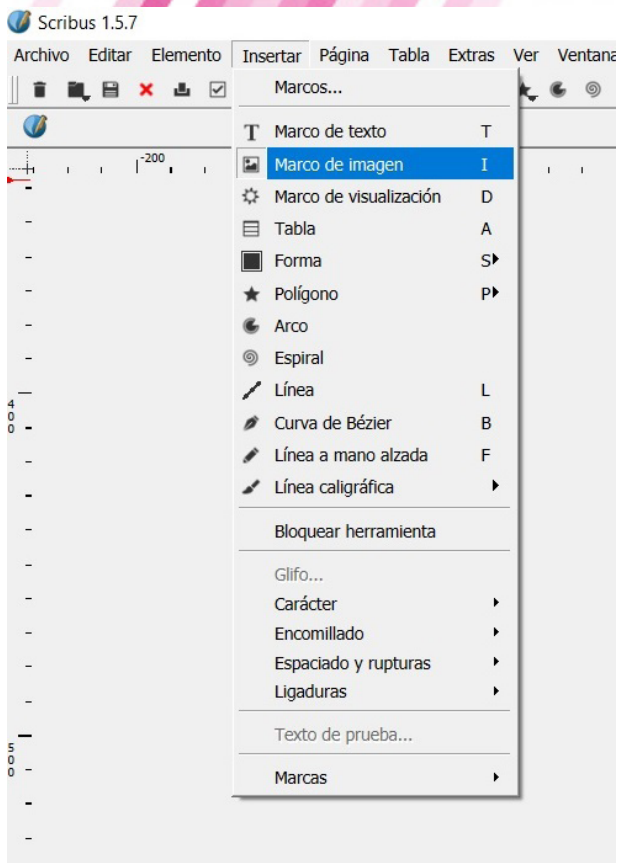 Scribus 1.5.7
Archivo Editar Elemento Insertar Página Tabla Extras Ver Ventana
Marcos...
Marco de texto T
-200
Marco de imagen I
Marco de visualización D
Tabla A
Forma S
Polígono P
Arco
Espiral
Línea L
400
Curva de Bézier B
Línea a mano alzada F
Línea caligráfica
Bloquear herramienta
Glifo...
Carácter
Encomillado
Espaciado y rupturas
Ligaduras
Texto de prueba...
500
Marcas